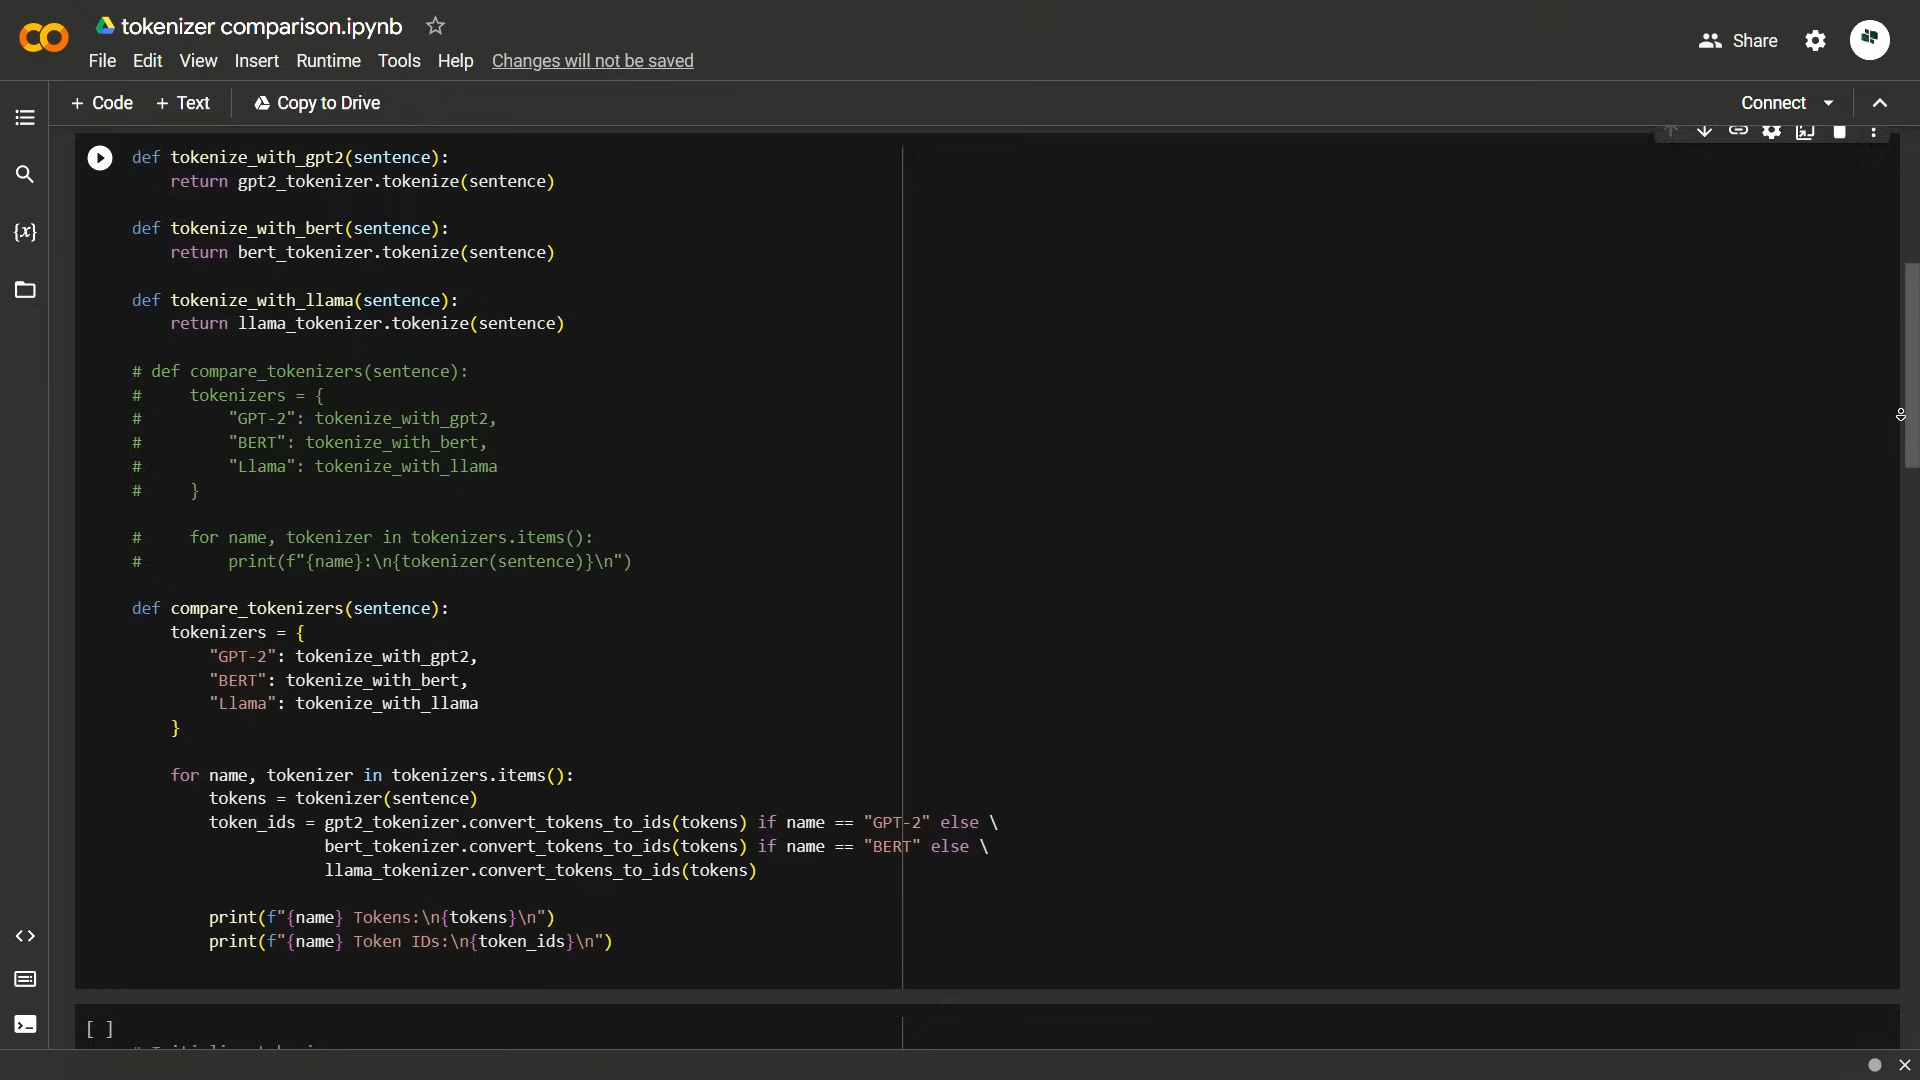 tokenizer comparison.ipynb
File Edit View Insert Runtime Tools Help Changes will not be saved
Share
+ Code + Text Copy to Drive
Connect
{x}
def tokenize_with_gpt2(sentence):
    return gpt2_tokenizer.tokenize(sentence)
def tokenize_with_bert(sentence):
    return bert_tokenizer.tokenize(sentence)
def tokenize_with_llama(sentence):
    return llama_tokenizer.tokenize(sentence)
# def compare_tokenizers(sentence):
#     tokenizers = {
#         "GPT-2": tokenize_with_gpt2,
#         "BERT": tokenize_with_bert,
#         "Llama": tokenize_with_llama
#     }
#     for name, tokenizer in tokenizers.items():
#         print(f"{name}:\n{tokenizer(sentence)}\n")
def compare_tokenizers(sentence):
    tokenizers = {
        "GPT-2": tokenize_with_gpt2,
        "BERT": tokenize_with_bert,
        "Llama": tokenize_with_llama
    }
    for name, tokenizer in tokenizers.items():
        tokens = tokenizer(sentence)
        token_ids = gpt2_tokenizer.convert_tokens_to_ids(tokens) if name == "GPT-2" else \
                    bert_tokenizer.convert_tokens_to_ids(tokens) if name == "BERT" else \
                    llama_tokenizer.convert_tokens_to_ids(tokens)
        print(f"{name} Tokens:\n{tokens}\n")
        print(f"{name} Token IDs:\n{token_ids}\n")
[ ]